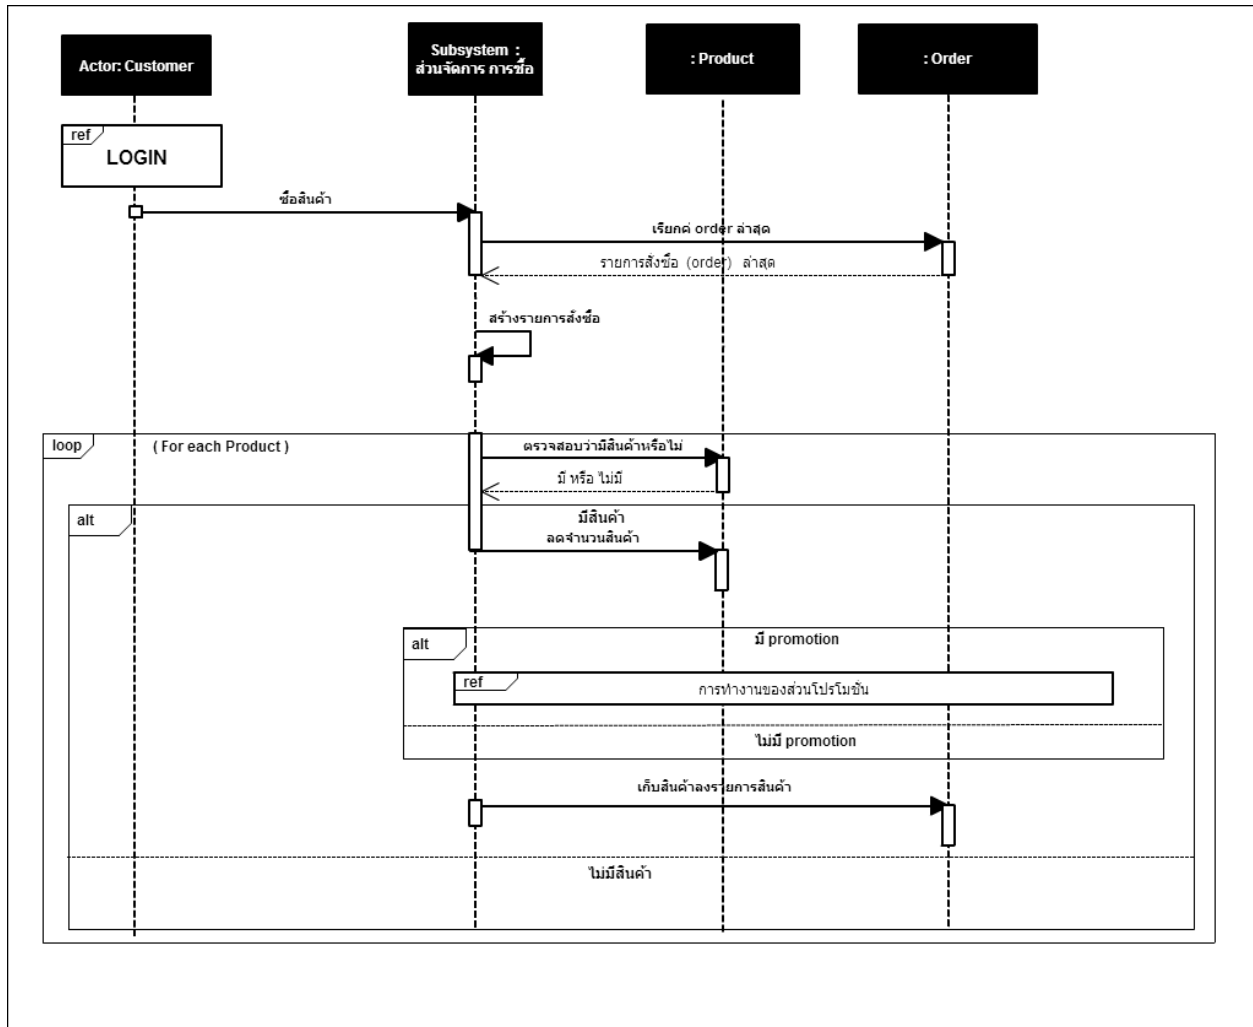 Actor: Customer
Subsystem :
ส่วนจัดการ การซื้อ
: Product
: Order
ref
LOGIN
ซื้อสินค้า
เรียกค่ order ล่าสุด
รายการสั่งซื้อ (order) ล่าสุด
สร้างรายการสั่งซื้อ
loop
( For each Product )
ตรวจสอบว่ามีสินค้าหรือไม่
มี หรือ ไม่มี
alt
มีสินค้า
ลดจำนวนสินค้า
alt
มี promotion
ref
การทำงานของส่วนโปรโมชั่น
ไม่มี promotion
เก็บสินค้าลงรายการสินค้า
ไม่มีสินค้า